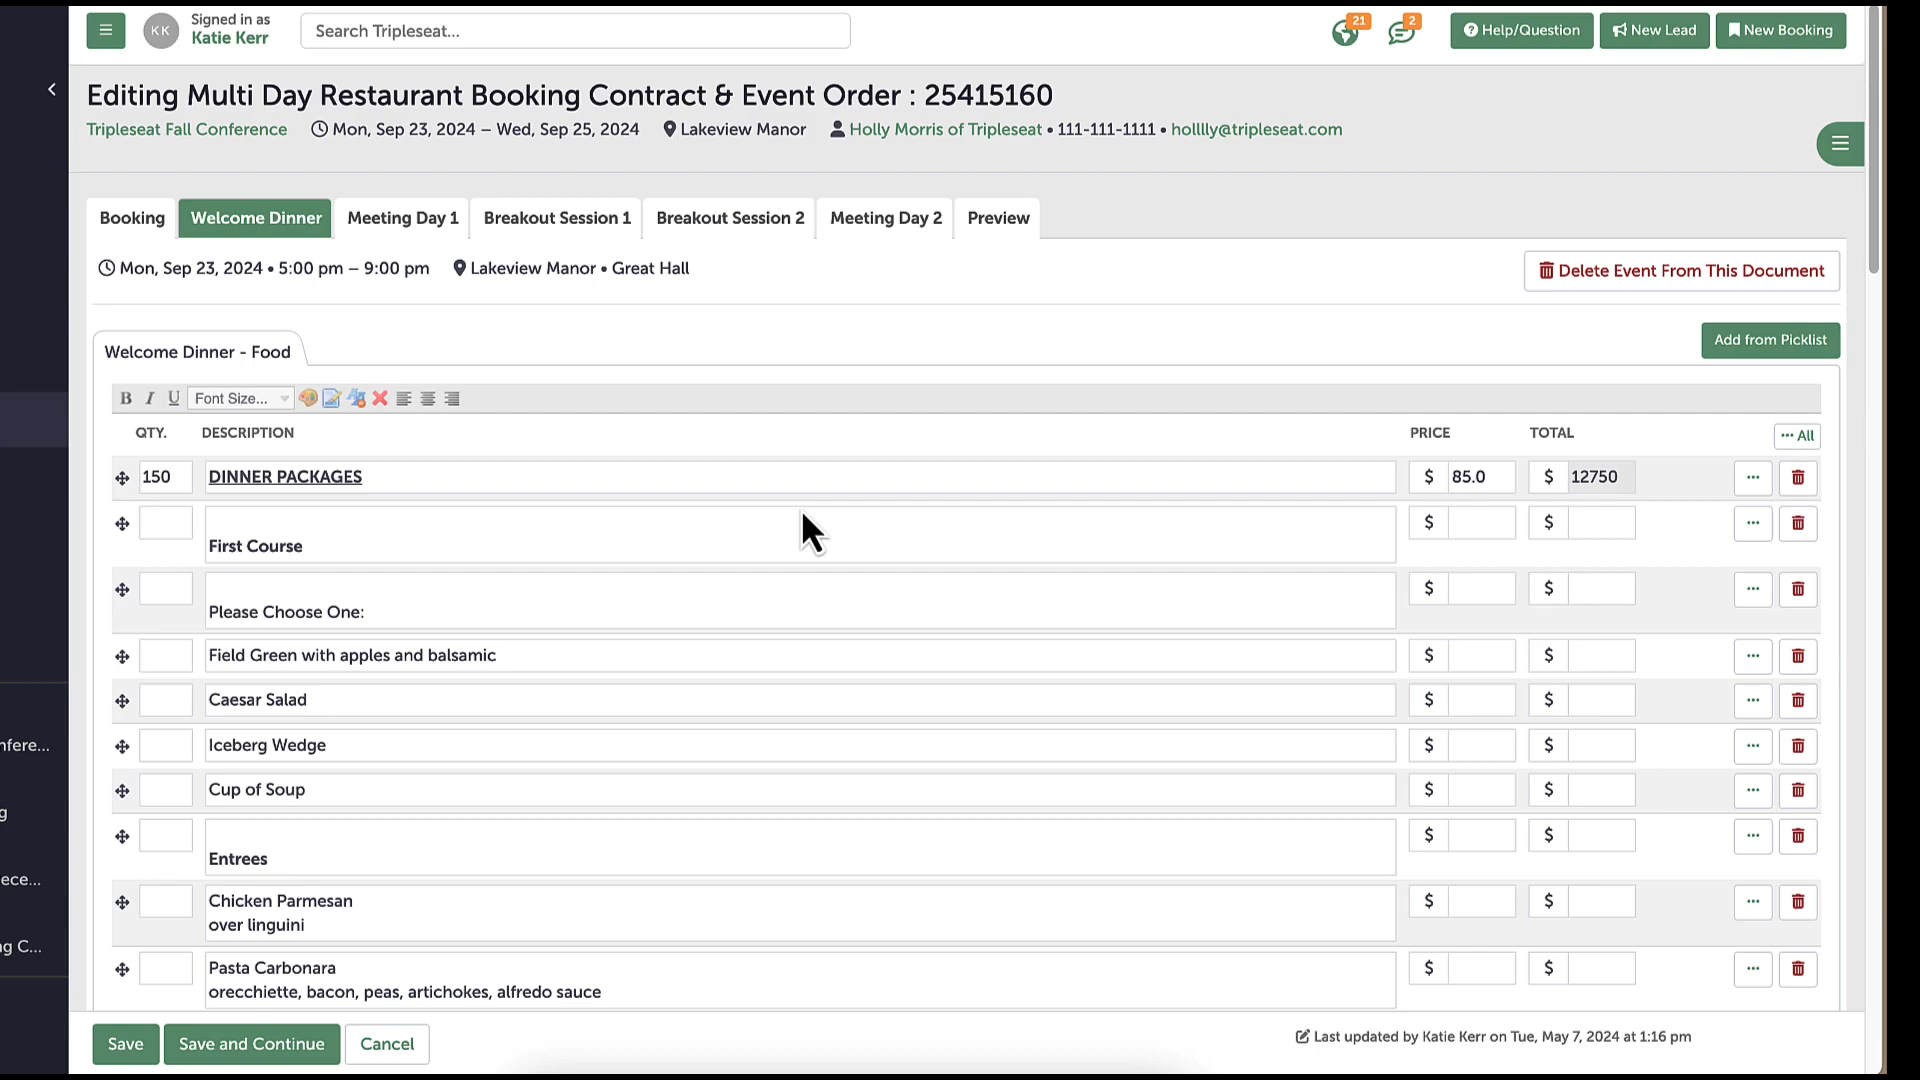 KK
Signed in as
Katie Kerr
Search Tripleseat...
21
2
Help/Question
New Lead
New Booking
Editing Multi Day Restaurant Booking Contract & Event Order : 25415160
Tripleseat Fall Conference
Mon, Sep 23, 2024 – Wed, Sep 25, 2024
Lakeview Manor
Holly Morris of Tripleseat • 111-111-1111 • holllly@tripleseat.com
Booking
Welcome Dinner
Meeting Day 1
Breakout Session 1
Breakout Session 2
Meeting Day 2
Preview
Mon, Sep 23, 2024 • 5:00 pm – 9:00 pm
Lakeview Manor • Great Hall
Delete Event From This Document
Welcome Dinner - Food
Add from Picklist
B I U Font Size...
QTY. DESCRIPTION PRICE TOTAL ··· All
150 DINNER PACKAGES $ 85.0 $ 12750 ···
First Course $ $ ···
Please Choose One: $ $ ···
Field Green with apples and balsamic $ $ ···
Caesar Salad $ $ ···
nfere...
Iceberg Wedge $ $ ···
g
Cup of Soup $ $ ···
Entrees $ $ ···
ece...
Chicken Parmesan $ $ ···
over linguini
ng C...
Pasta Carbonara $ $ ···
orecchiette, bacon, peas, artichokes, alfredo sauce
Save
Save and Continue
Cancel
Last updated by Katie Kerr on Tue, May 7, 2024 at 1:16 pm